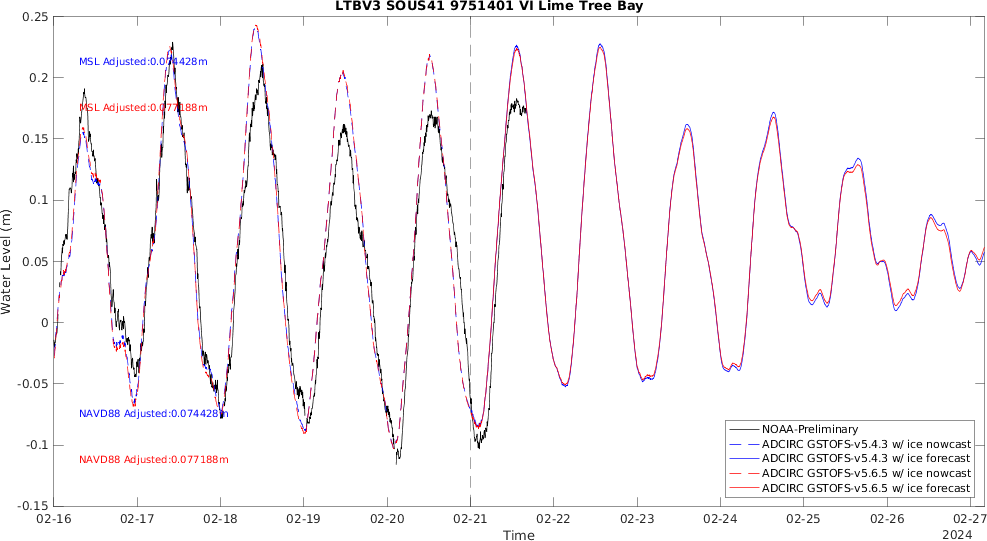 LTBV3 SOUS41 9751401 VI Lime Tree Bay
0.25
0.2
0.15
0.1
0.05
0
-0.05
-0.1
-0.15
Water Level (m)
MSL Adjusted:0.074428m
MSL Adjusted:0.077188m
NAVD88 Adjusted:0.074428m
NAVD88 Adjusted:0.077188m
NOAA-Preliminary
ADCIRC GSTOFS-v5.4.3 w/ ice nowcast
ADCIRC GSTOFS-v5.4.3 w/ ice forecast
ADCIRC GSTOFS-v5.6.5 w/ ice nowcast
ADCIRC GSTOFS-v5.6.5 w/ ice forecast
02-16 02-17 02-18 02-19 02-20 02-21 02-22 02-23 02-24 02-25 02-26 02-27
Time
2024